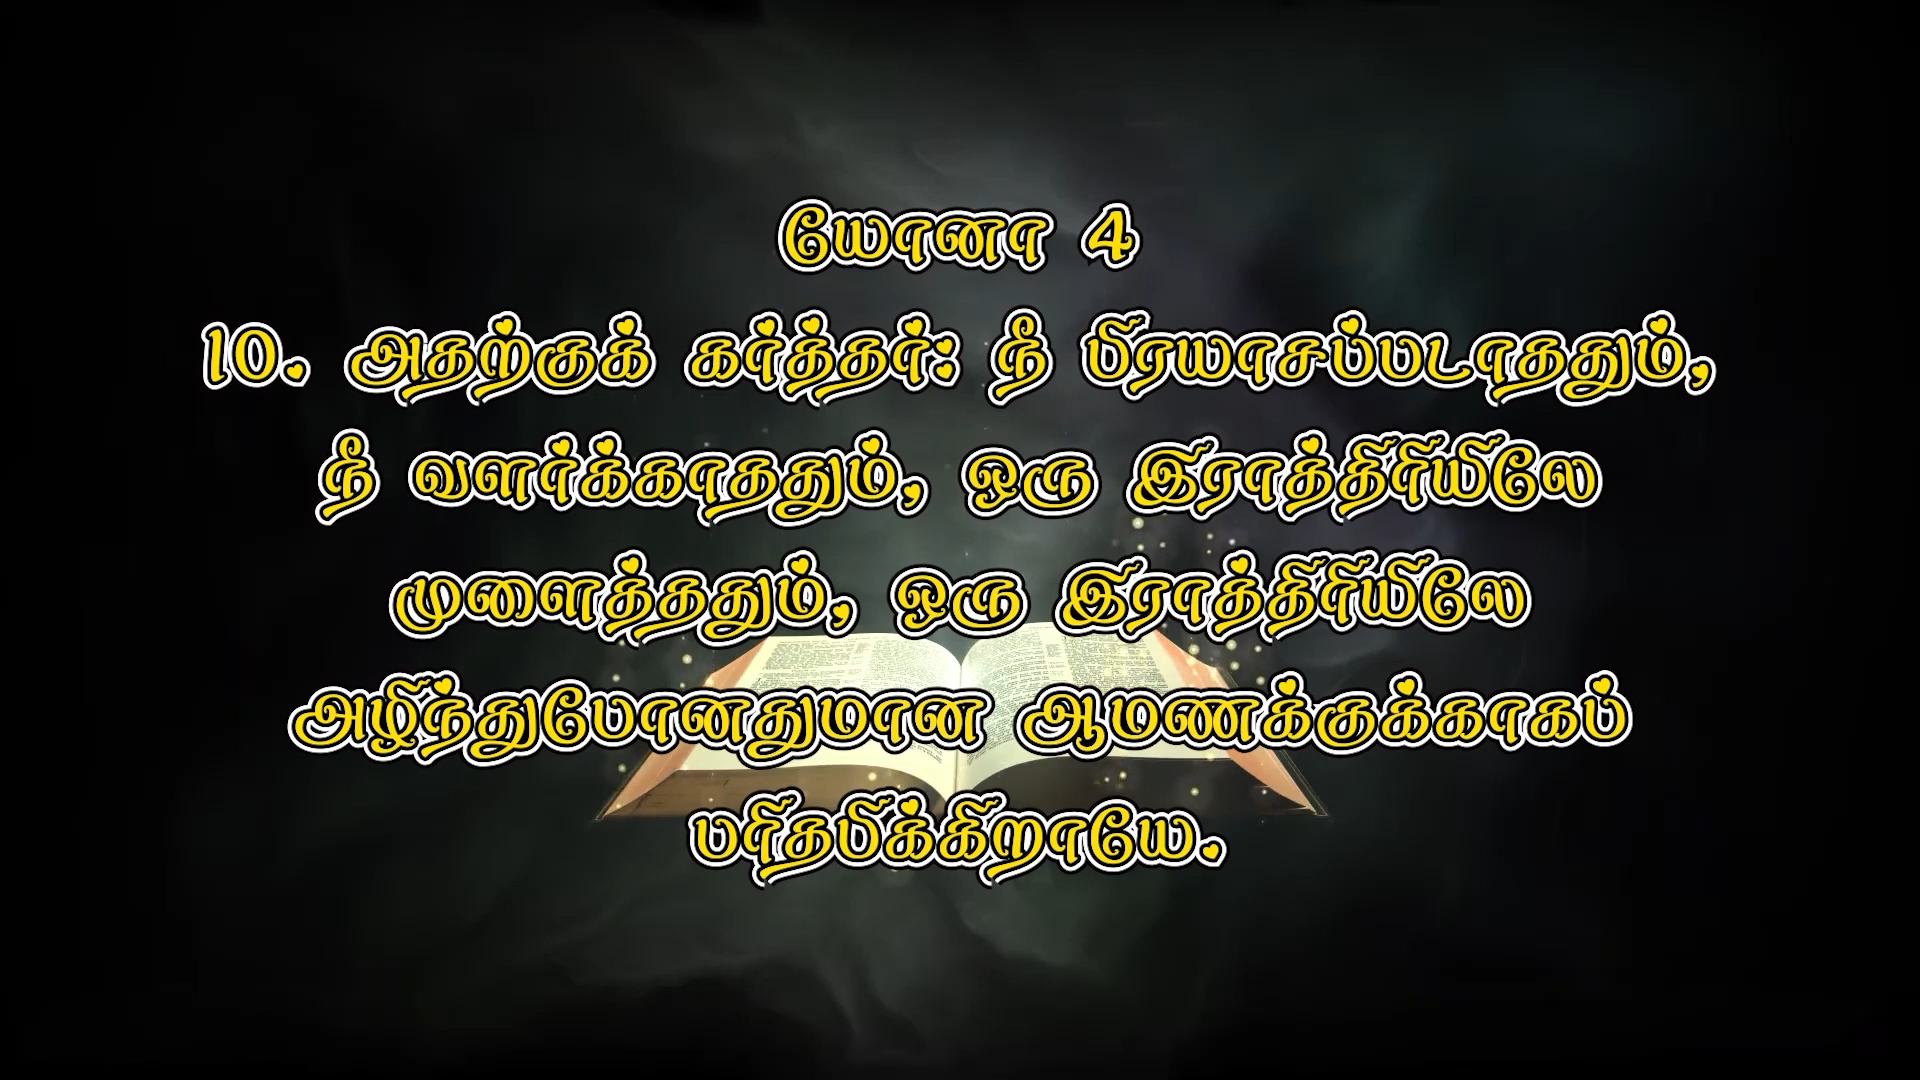 யோனா 4
10. அதற்குக் கர்த்தர்: நீ பிரயாசப்படாததும்,
நீ வளர்க்காததும், ஒரு இராத்திரியிலே
முளைத்ததும், ஒரு இராத்திரியிலே
அழிந்துபோனதுமான ஆமணக்குக்காகப்
பரிதபிக்கிறாயே.